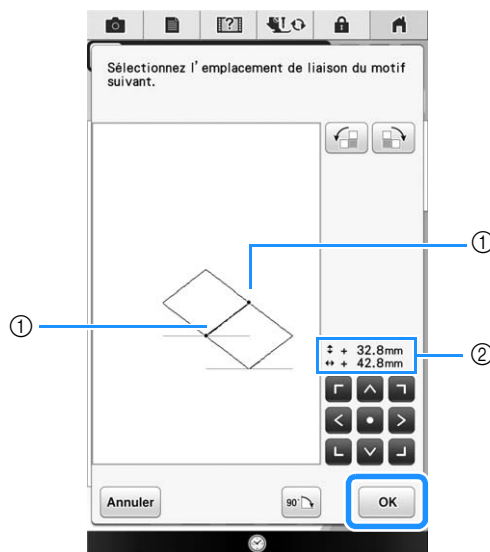 Sélectionnez l'emplacement de liaison du motif
suivant.
①
①
+ 32.8mm
+ 42.8mm
②
Annuler
90°
OK